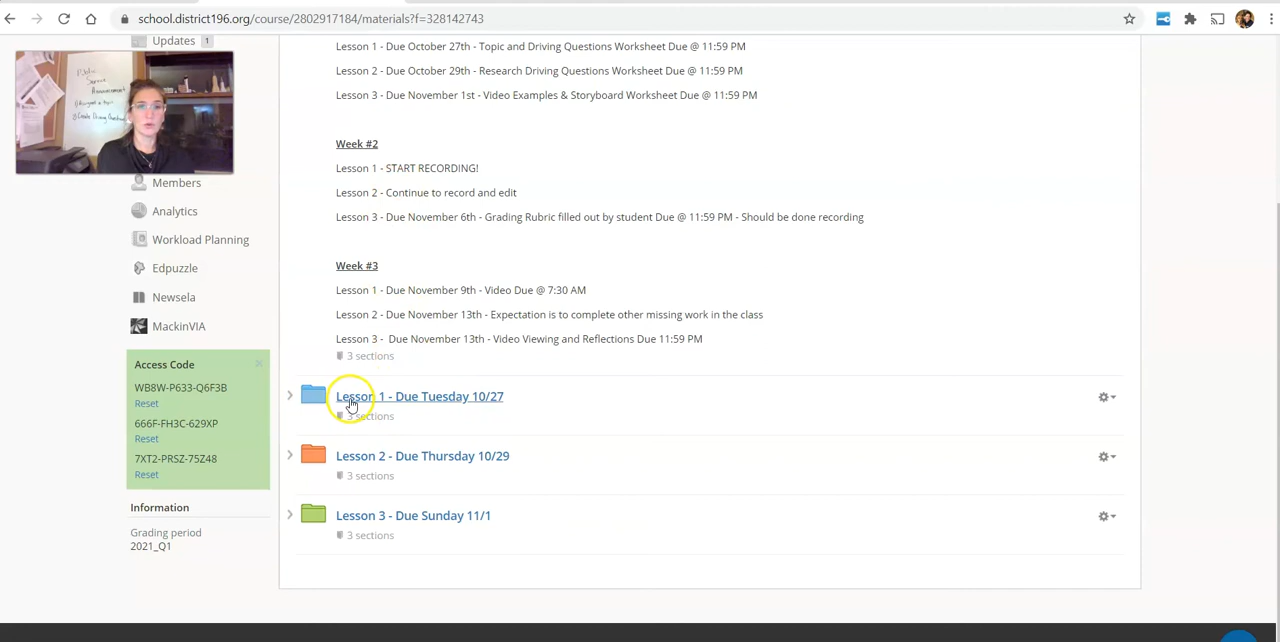 school.district196.org/course/2802917184/materials?f=328142743
Updates 1
Public
Service
Announcement
Members
Analytics
Workload Planning
Edpuzzle
Newsela
MackinVIA
Access Code
WB8W-P633-Q6F3B
Reset
666F-FH3C-629XP
Reset
7XT2-PRSZ-75Z48
Reset
Information
Grading period
2021_Q1
Lesson 1 - Due October 27th - Topic and Driving Questions Worksheet Due @ 11:59 PM
Lesson 2 - Due October 29th - Research Driving Questions Worksheet Due @ 11:59 PM
Lesson 3 - Due November 1st - Video Examples & Storyboard Worksheet Due @ 11:59 PM
Week #2
Lesson 1 - START RECORDING!
Lesson 2 - Continue to record and edit
Lesson 3 - Due November 6th - Grading Rubric filled out by student Due @ 11:59 PM - Should be done recording
Week #3
Lesson 1 - Due November 9th - Video Due @ 7:30 AM
Lesson 2 - Due November 13th - Expectation is to complete other missing work in the class
Lesson 3 -  Due November 13th - Video Viewing and Reflections Due 11:59 PM
3 sections
Lesson 1 - Due Tuesday 10/27
3 sections
Lesson 2 - Due Thursday 10/29
3 sections
Lesson 3 - Due Sunday 11/1
3 sections